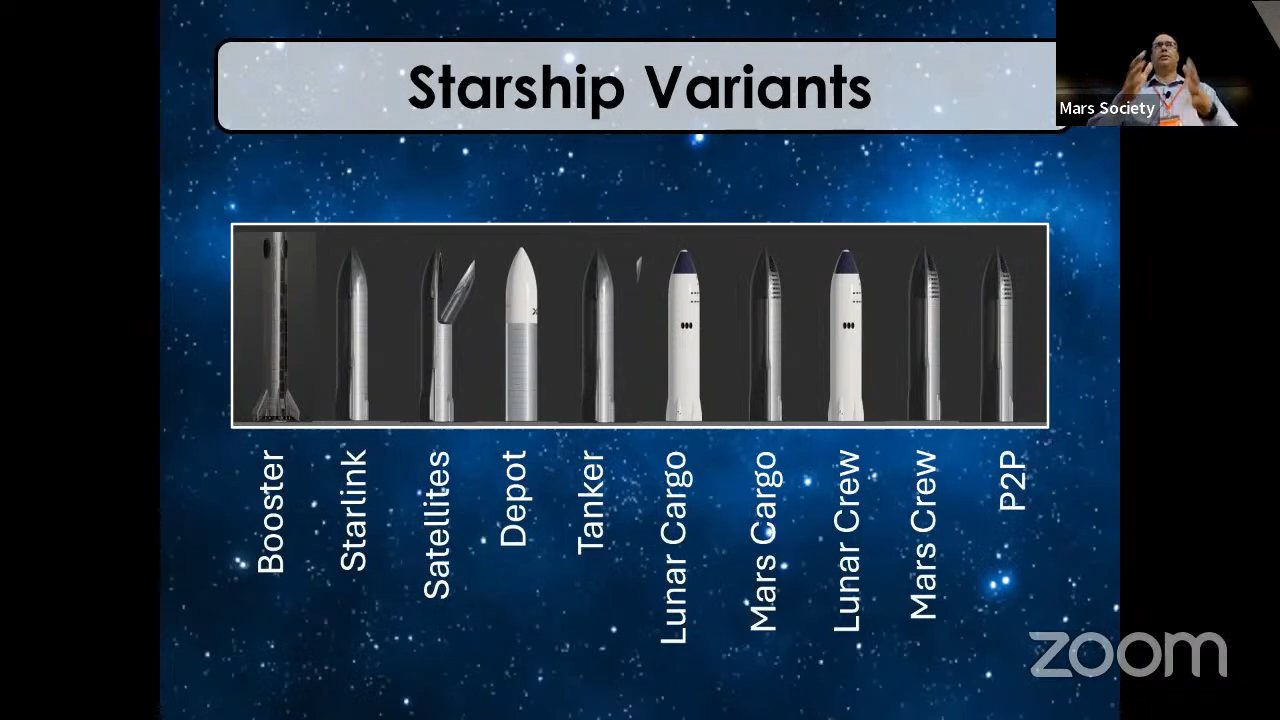 Starship Variants
Mars Society
Booster
Starlink
Satellites
Depot
Tanker
Lunar Cargo
Mars Cargo
Lunar Crew
Mars Crew
P2P
zoom